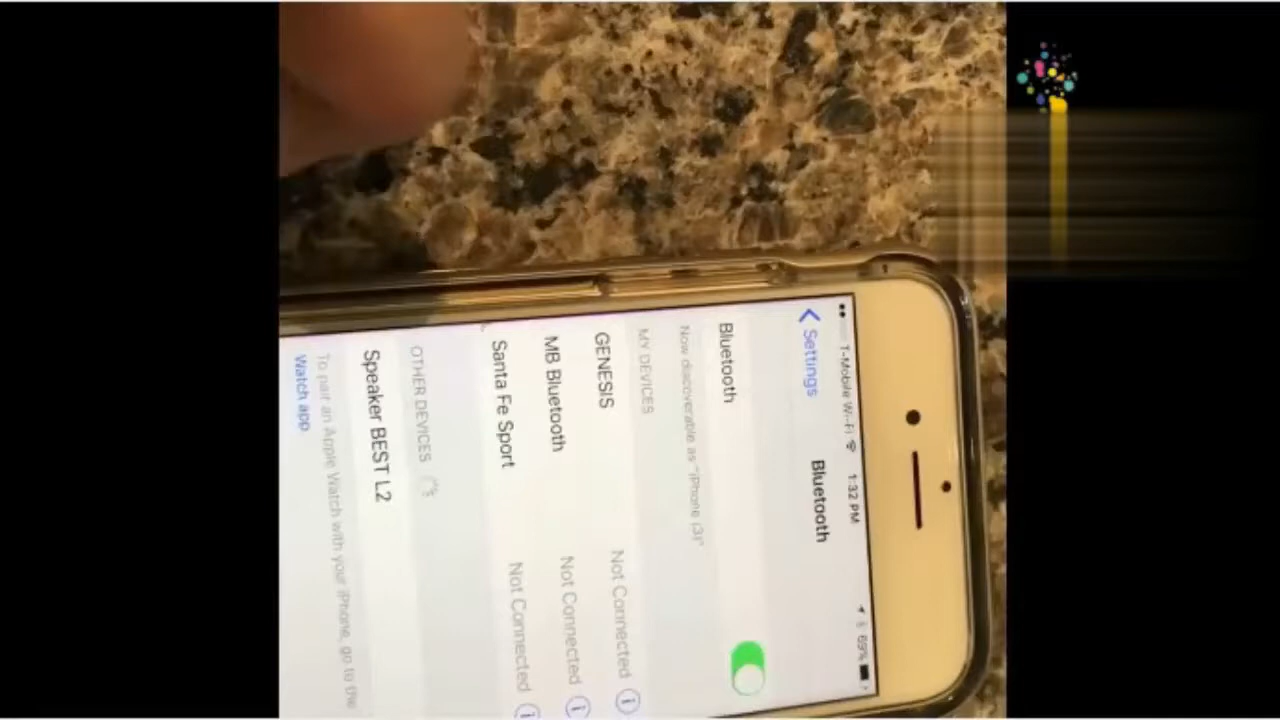 T-Mobile Wi-Fi 1:32 PM 69%
Settings Bluetooth
Bluetooth
Now discoverable as "iPhone (3)"
MY DEVICES
GENESIS Not Connected
MB Bluetooth Not Connected
Santa Fe Sport Not Connected
OTHER DEVICES
Speaker BEST L2
To pair an Apple Watch with your iPhone, go to the
Watch app.